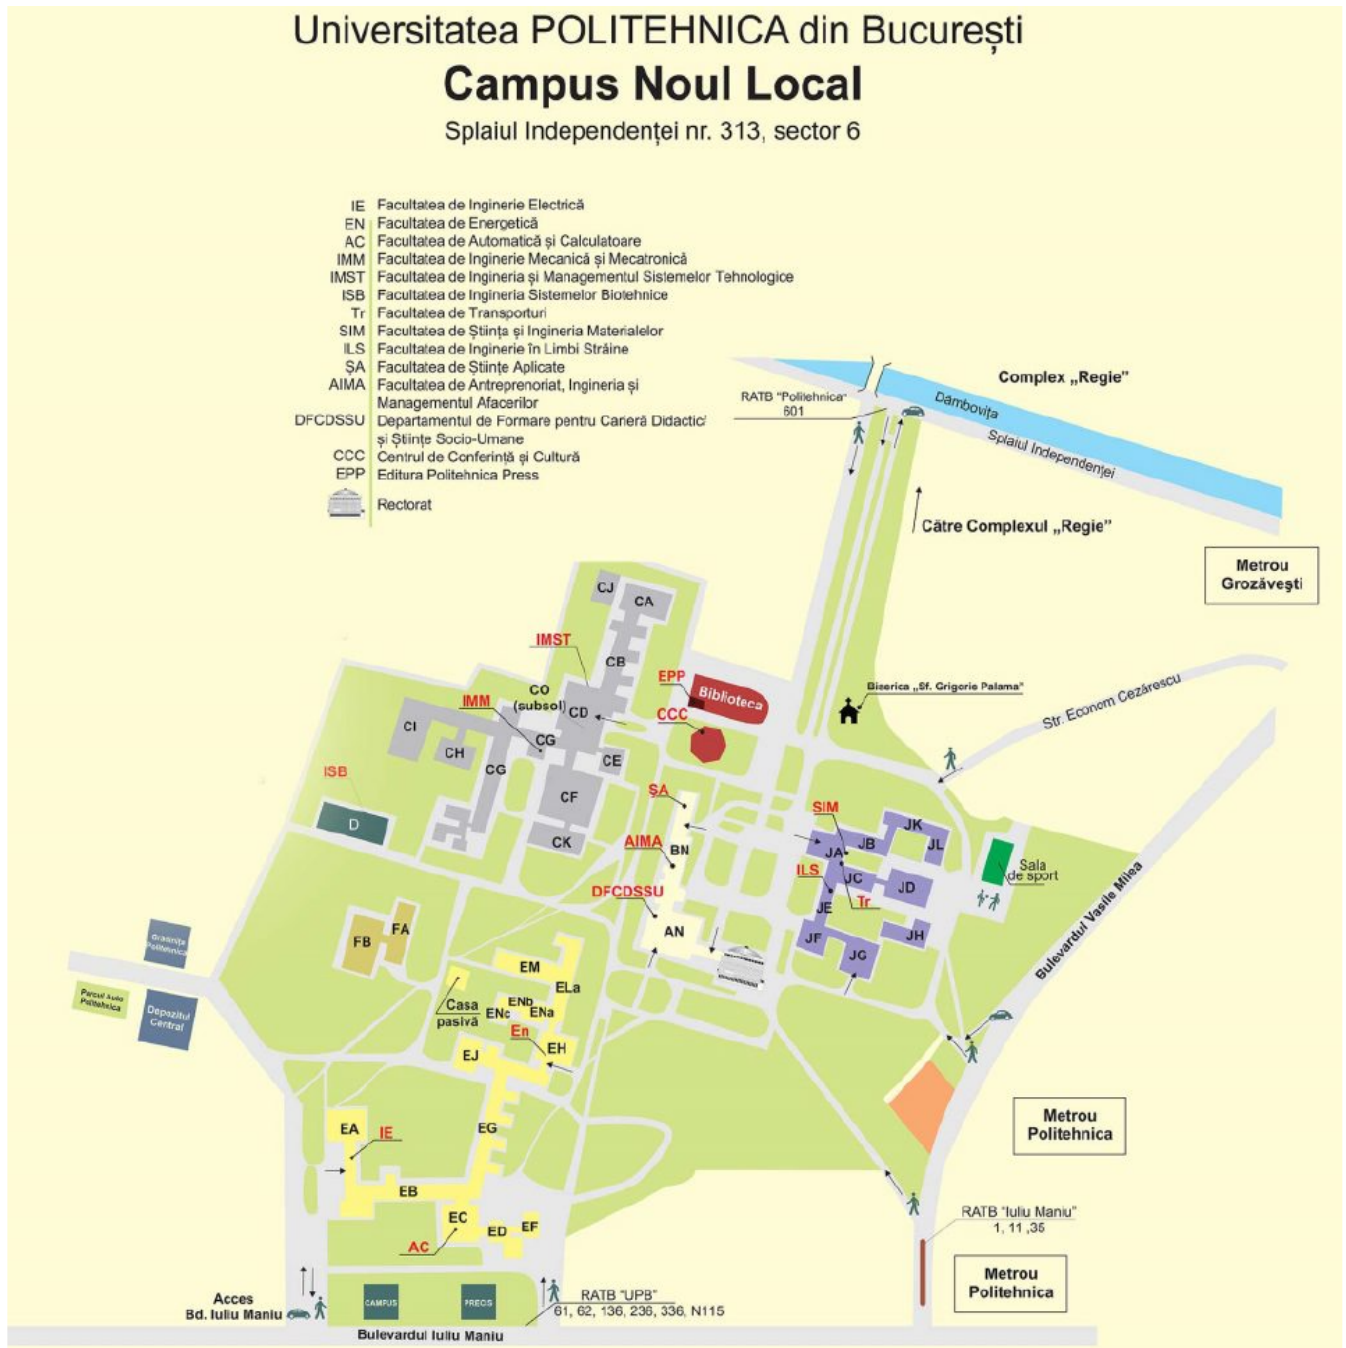 Universitatea POLITEHNICA din București
Campus Noul Local
Splaiul Independenței nr. 313, sector 6
IE Facultatea de Inginerie Electrică
EN Facultatea de Energetică
AC Facultatea de Automatică și Calculatoare
IMM Facultatea de Inginerie Mecanică și Mecatronică
IMST Facultatea de Ingineria și Managementul Sistemelor Tehnologice
ISB Facultatea de Ingineria Sistemelor Biotehnice
Tr Facultatea de Transporturi
SIM Facultatea de Știința și Ingineria Materialelor
ILS Facultatea de Inginerie în Limbi Străine
ȘA Facultatea de Științe Aplicate
AIMA Facultatea de Antreprenoriat, Ingineria și
Managementul Afacerilor
DFCDSSU Departamentul de Formare pentru Carieră Didactic
și Științe Socio-Umane
CCC Centrul de Conferință și Cultură
EPP Editura Politehnica Press
Rectorat
Complex „Regie”
RATB "Politehnica"
601
Dâmbovița
Splaiul Independenței
Către Complexul „Regie”
Metrou
Grozăvești
CJ
CA
IMST
CB
EPP
Biblioteca
Biserica „Sf. Grigorie Palama”
Str. Econom Cezărescu
CO
(subsol)
IMM
CD
CCC
CI
CH
CG
CG
CE
ISB
CF
ȘA
D
CK
SIM
JK
JA
JB
JL
AIMA
BN
ILS
JC
JD
Sala
de sport
Bulevardul Vasile Milea
DFCDSSU
JE
Tr
AN
JF
JH
JG
FB
FA
Grădinița
Politehnica
Parcul Auto
Politehnica
Depozitul
Central
EM
ELa
Casa
pasivă
ENb
ENc
ENa
En
EJ
EH
EA
IE
EG
EB
EC
ED
EF
AC
Metrou
Politehnica
RATB "Iuliu Maniu"
1, 11 ,35
Metrou
Politehnica
CAMPUS
PRECIS
RATB "UPB"
61, 62, 136, 236, 336, N115
Acces
Bd. Iuliu Maniu
Bulevardul Iuliu Maniu